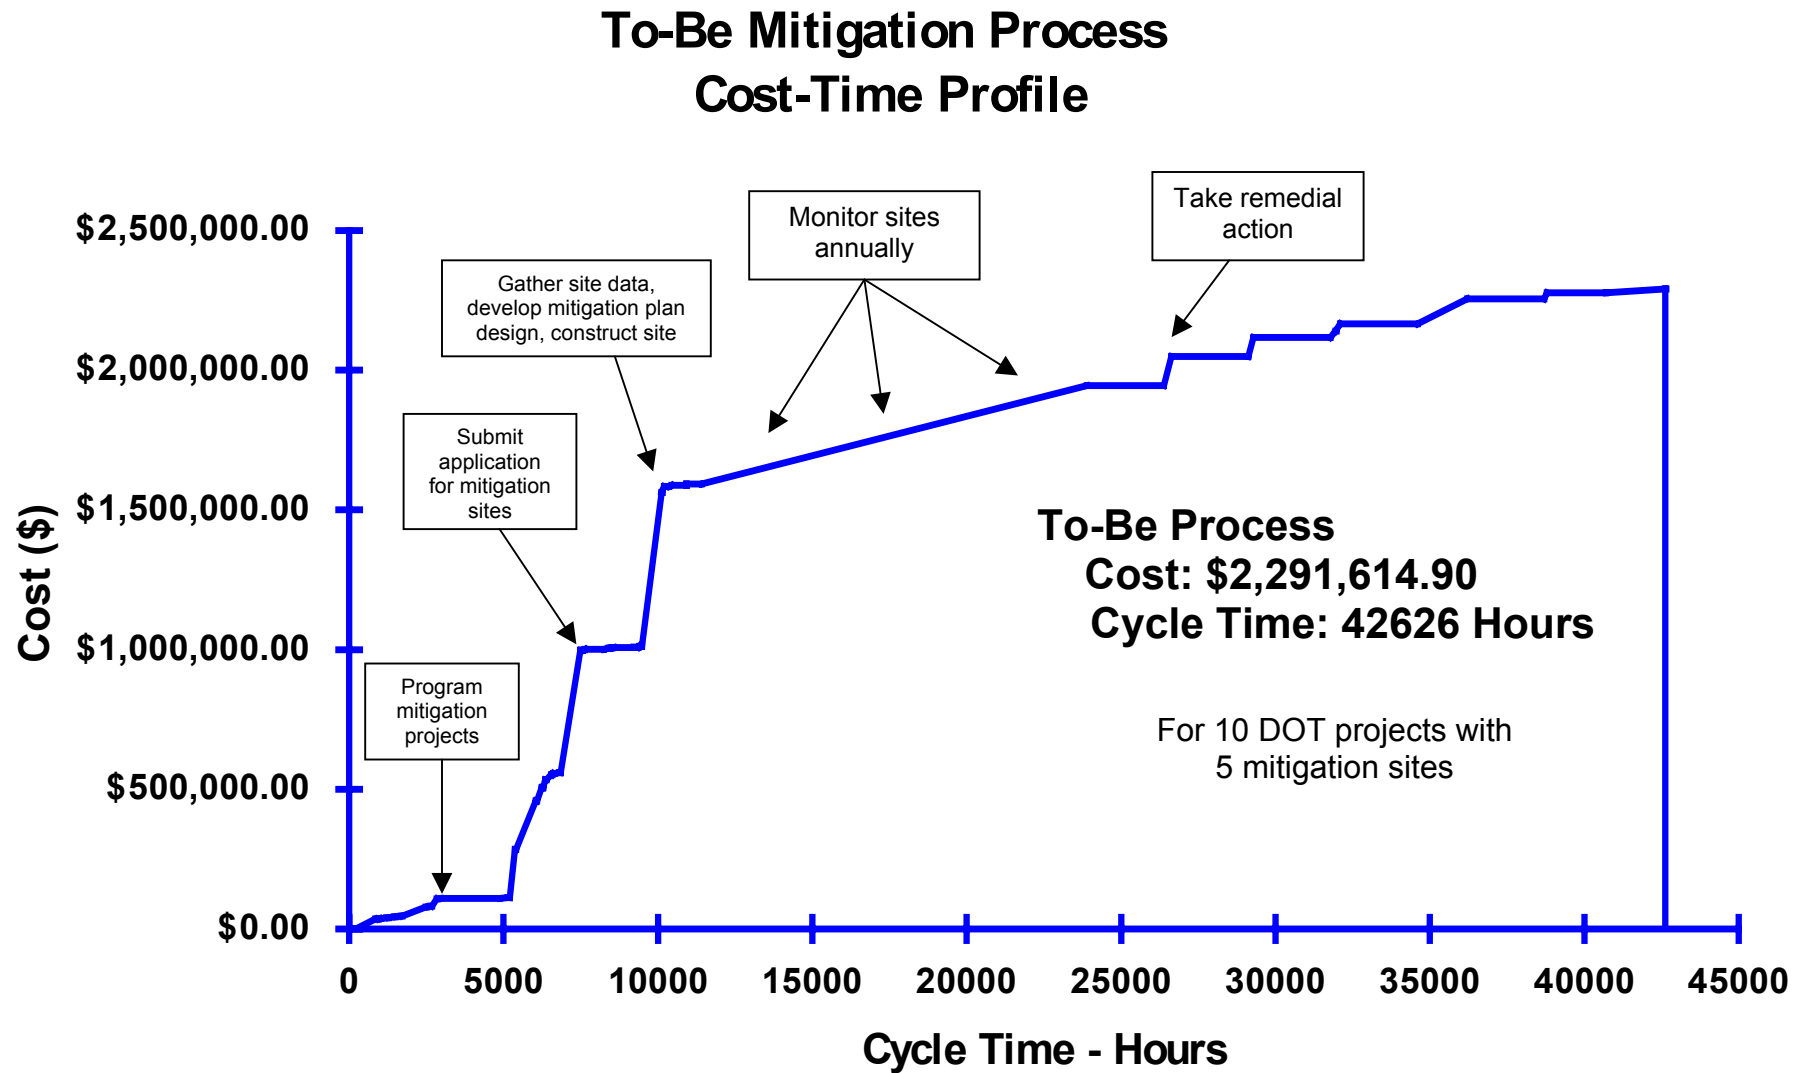 To-Be Mitigation Process
Cost-Time Profile
Take remedial
action
Monitor sites
annually
$2,500,000.00
Gather site data,
develop mitigation plan
design, construct site
$2,000,000.00
Submit
application
for mitigation
sites
$1,500,000.00
Cost ($)
To-Be Process
Cost: $2,291,614.90
Cycle Time: 42626 Hours
$1,000,000.00
Program
mitigation
projects
For 10 DOT projects with
5 mitigation sites
$500,000.00
$0.00
0 5000 10000 15000 20000 25000 30000 35000 40000 45000
Cycle Time - Hours